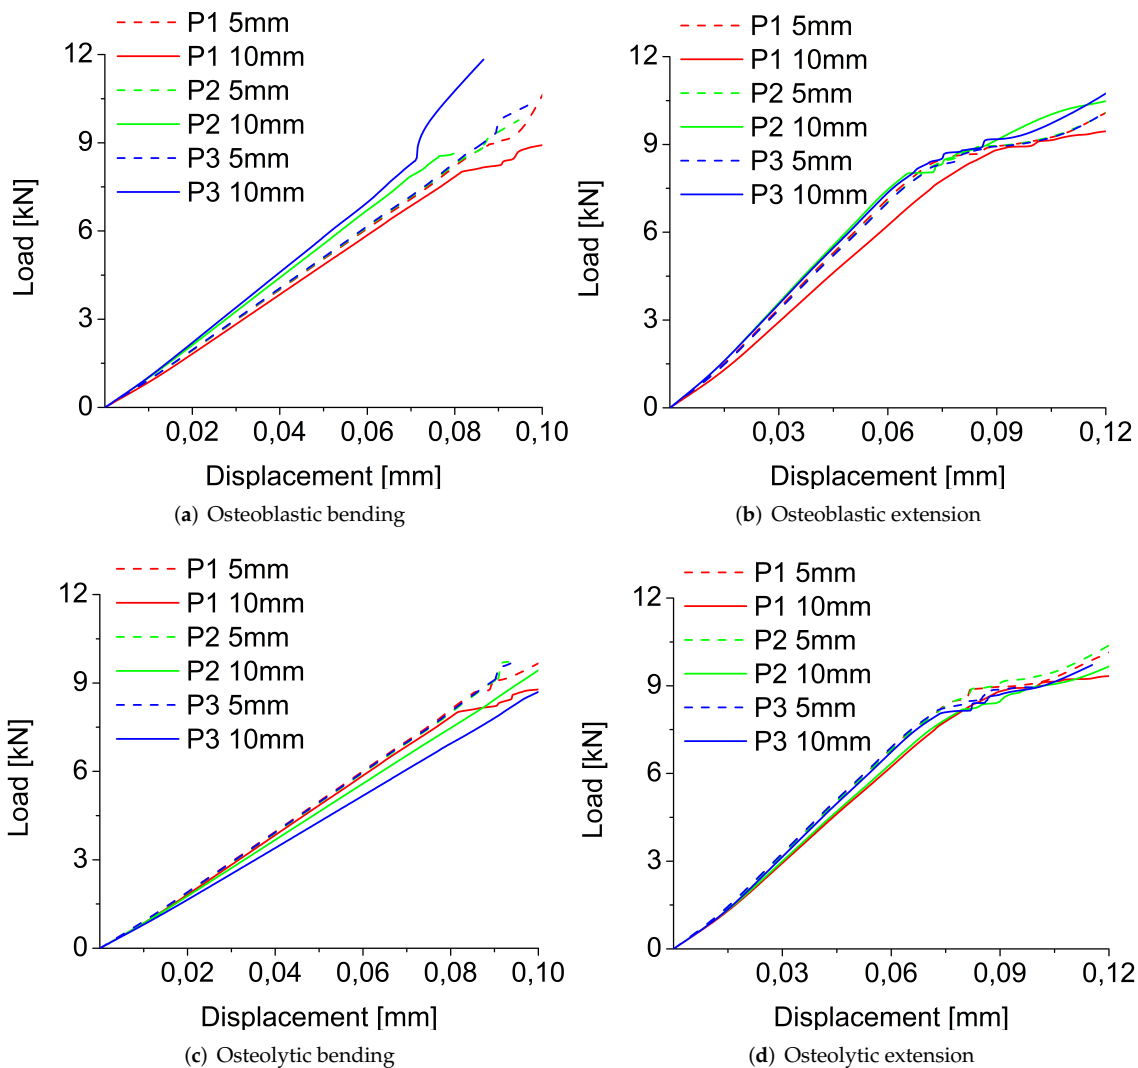 P1 5mm
P1 10mm
P2 5mm
P2 10mm
P3 5mm
P3 10mm
12
9
6
3
0
Load [kN]
0,02 0,04 0,06 0,08 0,10
Displacement [mm]
(a) Osteoblastic bending
P1 5mm
P1 10mm
P2 5mm
P2 10mm
P3 5mm
P3 10mm
12
9
6
3
0
Load [kN]
0,03 0,06 0,09 0,12
Displacement [mm]
(b) Osteoblastic extension
P1 5mm
P1 10mm
P2 5mm
P2 10mm
P3 5mm
P3 10mm
12
9
6
3
0
Load [kN]
0,02 0,04 0,06 0,08 0,10
Displacement [mm]
(c) Osteolytic bending
P1 5mm
P1 10mm
P2 5mm
P2 10mm
P3 5mm
P3 10mm
12
9
6
3
0
Load [kN]
0,03 0,06 0,09 0,12
Displacement [mm]
(d) Osteolytic extension